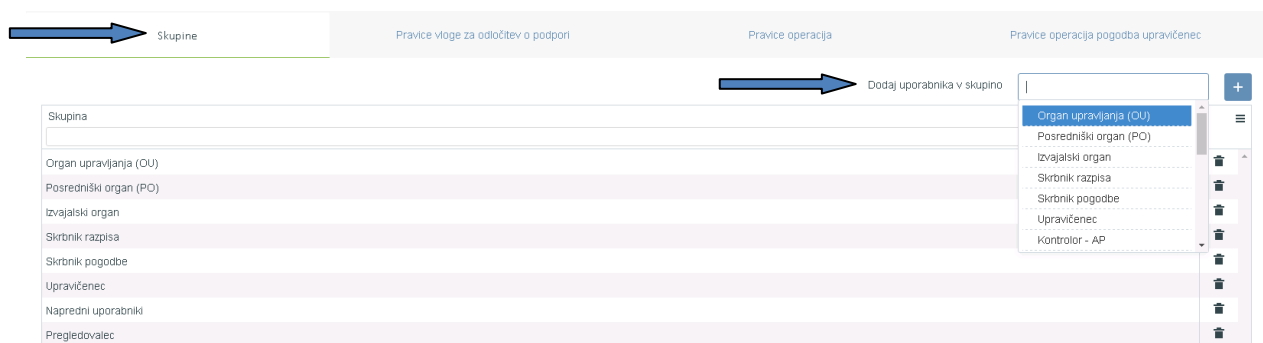 Skupine
Pravice vloge za odločitev o podpori
Pravice operacija
Pravice operacija pogodba upravičenec
Dodaj uporabnika v skupino
+
Skupina
Organ upravljanja (OU)
Posredniški organ (PO)
Izvajalski organ
Skrbnik razpisa
Skrbnik pogodbe
Upravičenec
Kontrolor - AP
Organ upravljanja (OU)
Posredniški organ (PO)
Izvajalski organ
Skrbnik razpisa
Skrbnik pogodbe
Upravičenec
Napredni uporabniki
Pregledovalec